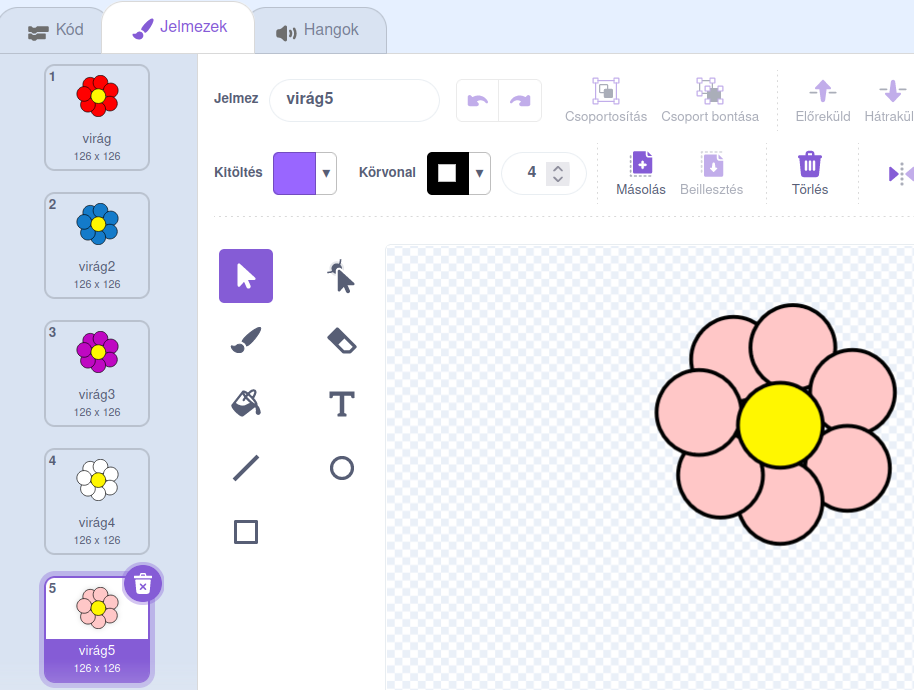 Kód
Jelmezek
Hangok
1
virág
126 x 126
2
virág2
126 x 126
3
virág3
126 x 126
4
virág4
126 x 126
5
virág5
126 x 126
Jelmez
virág5
Csoportosítás
Csoport bontása
Előreküld
Hátrakül
Kitöltés
Körvonal
4
Másolás
Beillesztés
Törlés
T